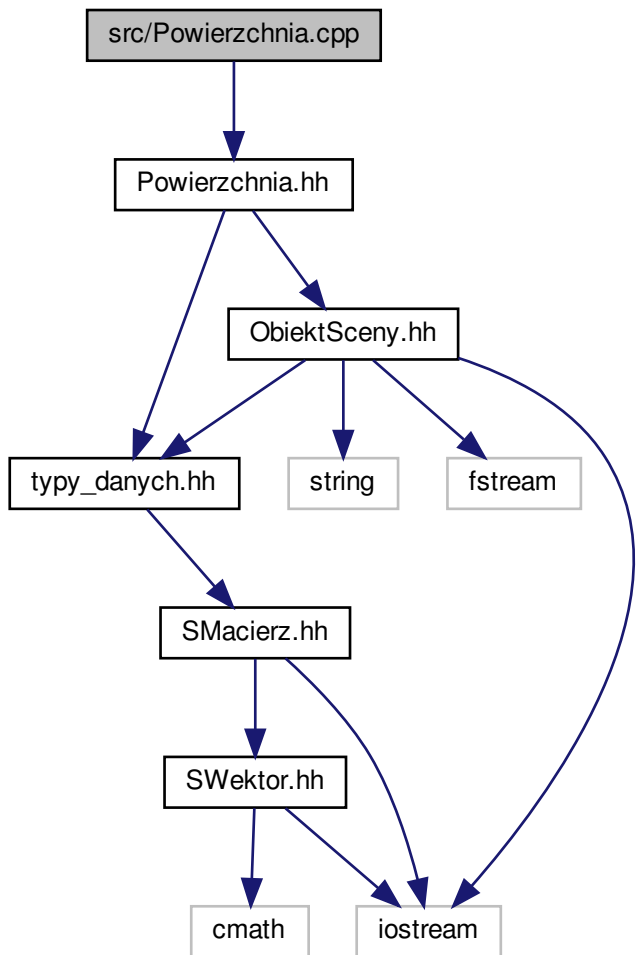 src/Powierzchnia.cpp
Powierzchnia.hh
ObiektSceny.hh
typy_danych.hh
string
fstream
SMacierz.hh
SWektor.hh
cmath
iostream